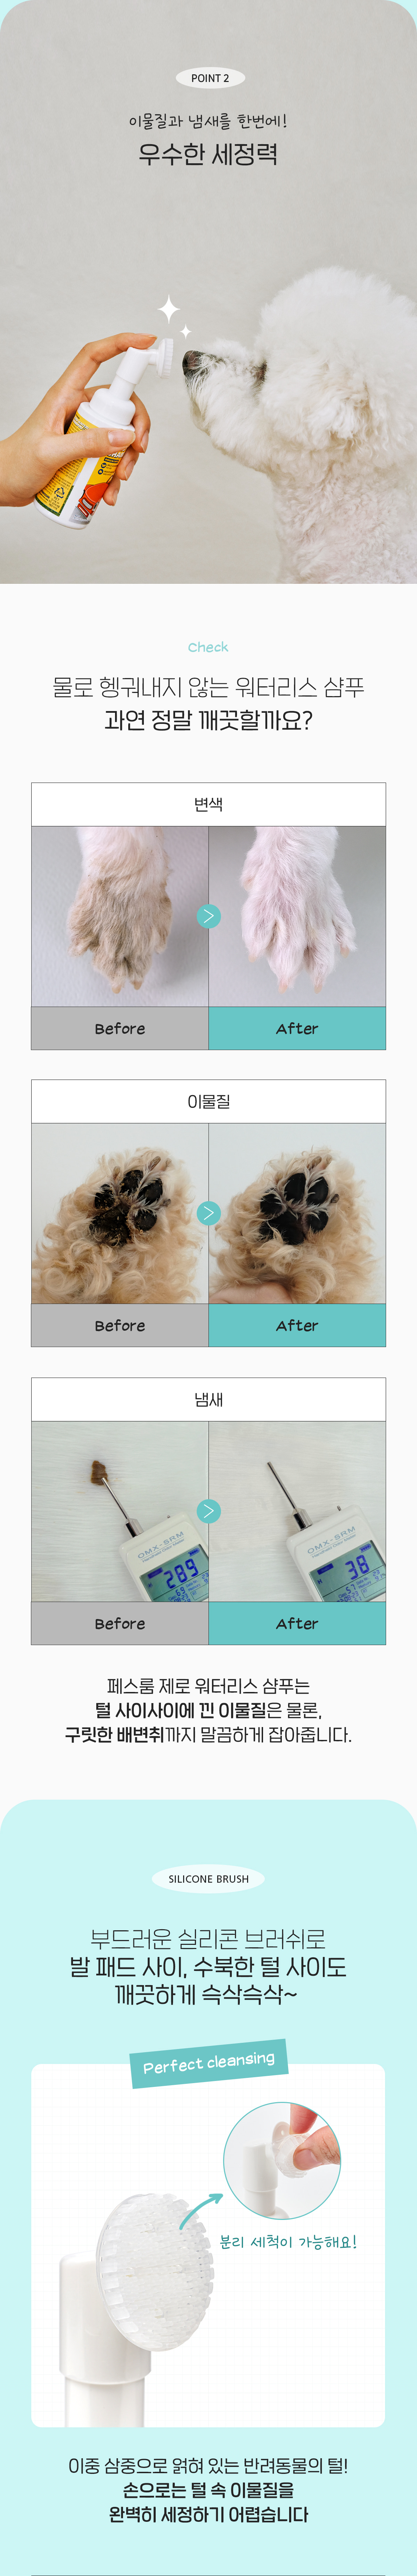 POINT 2
이물질과 냄새를 한번에!
우수한 세정력
Check
물로 헹궈내지 않는 워터리스 샴푸
과연 정말 깨끗할까요?
변색
Before
After
이물질
Before
After
냄새
OMX-SRM
289
OMX-SRM
38
Before
After
페스룸 제로 워터리스 샴푸는
털 사이사이에 낀 이물질은 물론,
구릿한 배변취까지 말끔하게 잡아줍니다.
SILICONE BRUSH
부드러운 실리콘 브러쉬로
발 패드 사이, 수북한 털 사이도
깨끗하게 슥삭슥삭~
Perfect cleansing
분리 세척이 가능해요!
이중 삼중으로 얽혀 있는 반려동물의 털!
손으로는 털 속 이물질을
완벽히 세정하기 어렵습니다